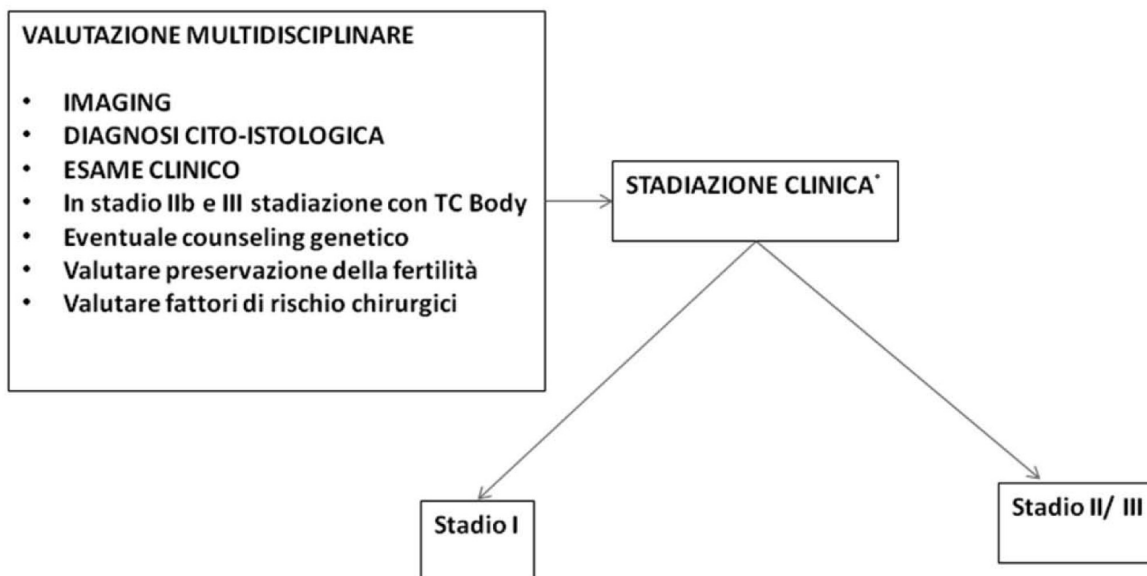 VALUTAZIONE MULTIDISCIPLINARE
• IMAGING
• DIAGNOSI CITO-ISTOLOGICA
• ESAME CLINICO
• In stadio IIb e III stadiazione con TC Body
• Eventuale counseling genetico
• Valutare preservazione della fertilità
• Valutare fattori di rischio chirurgici
STADIAZIONE CLINICA*
Stadio I
Stadio II/ III